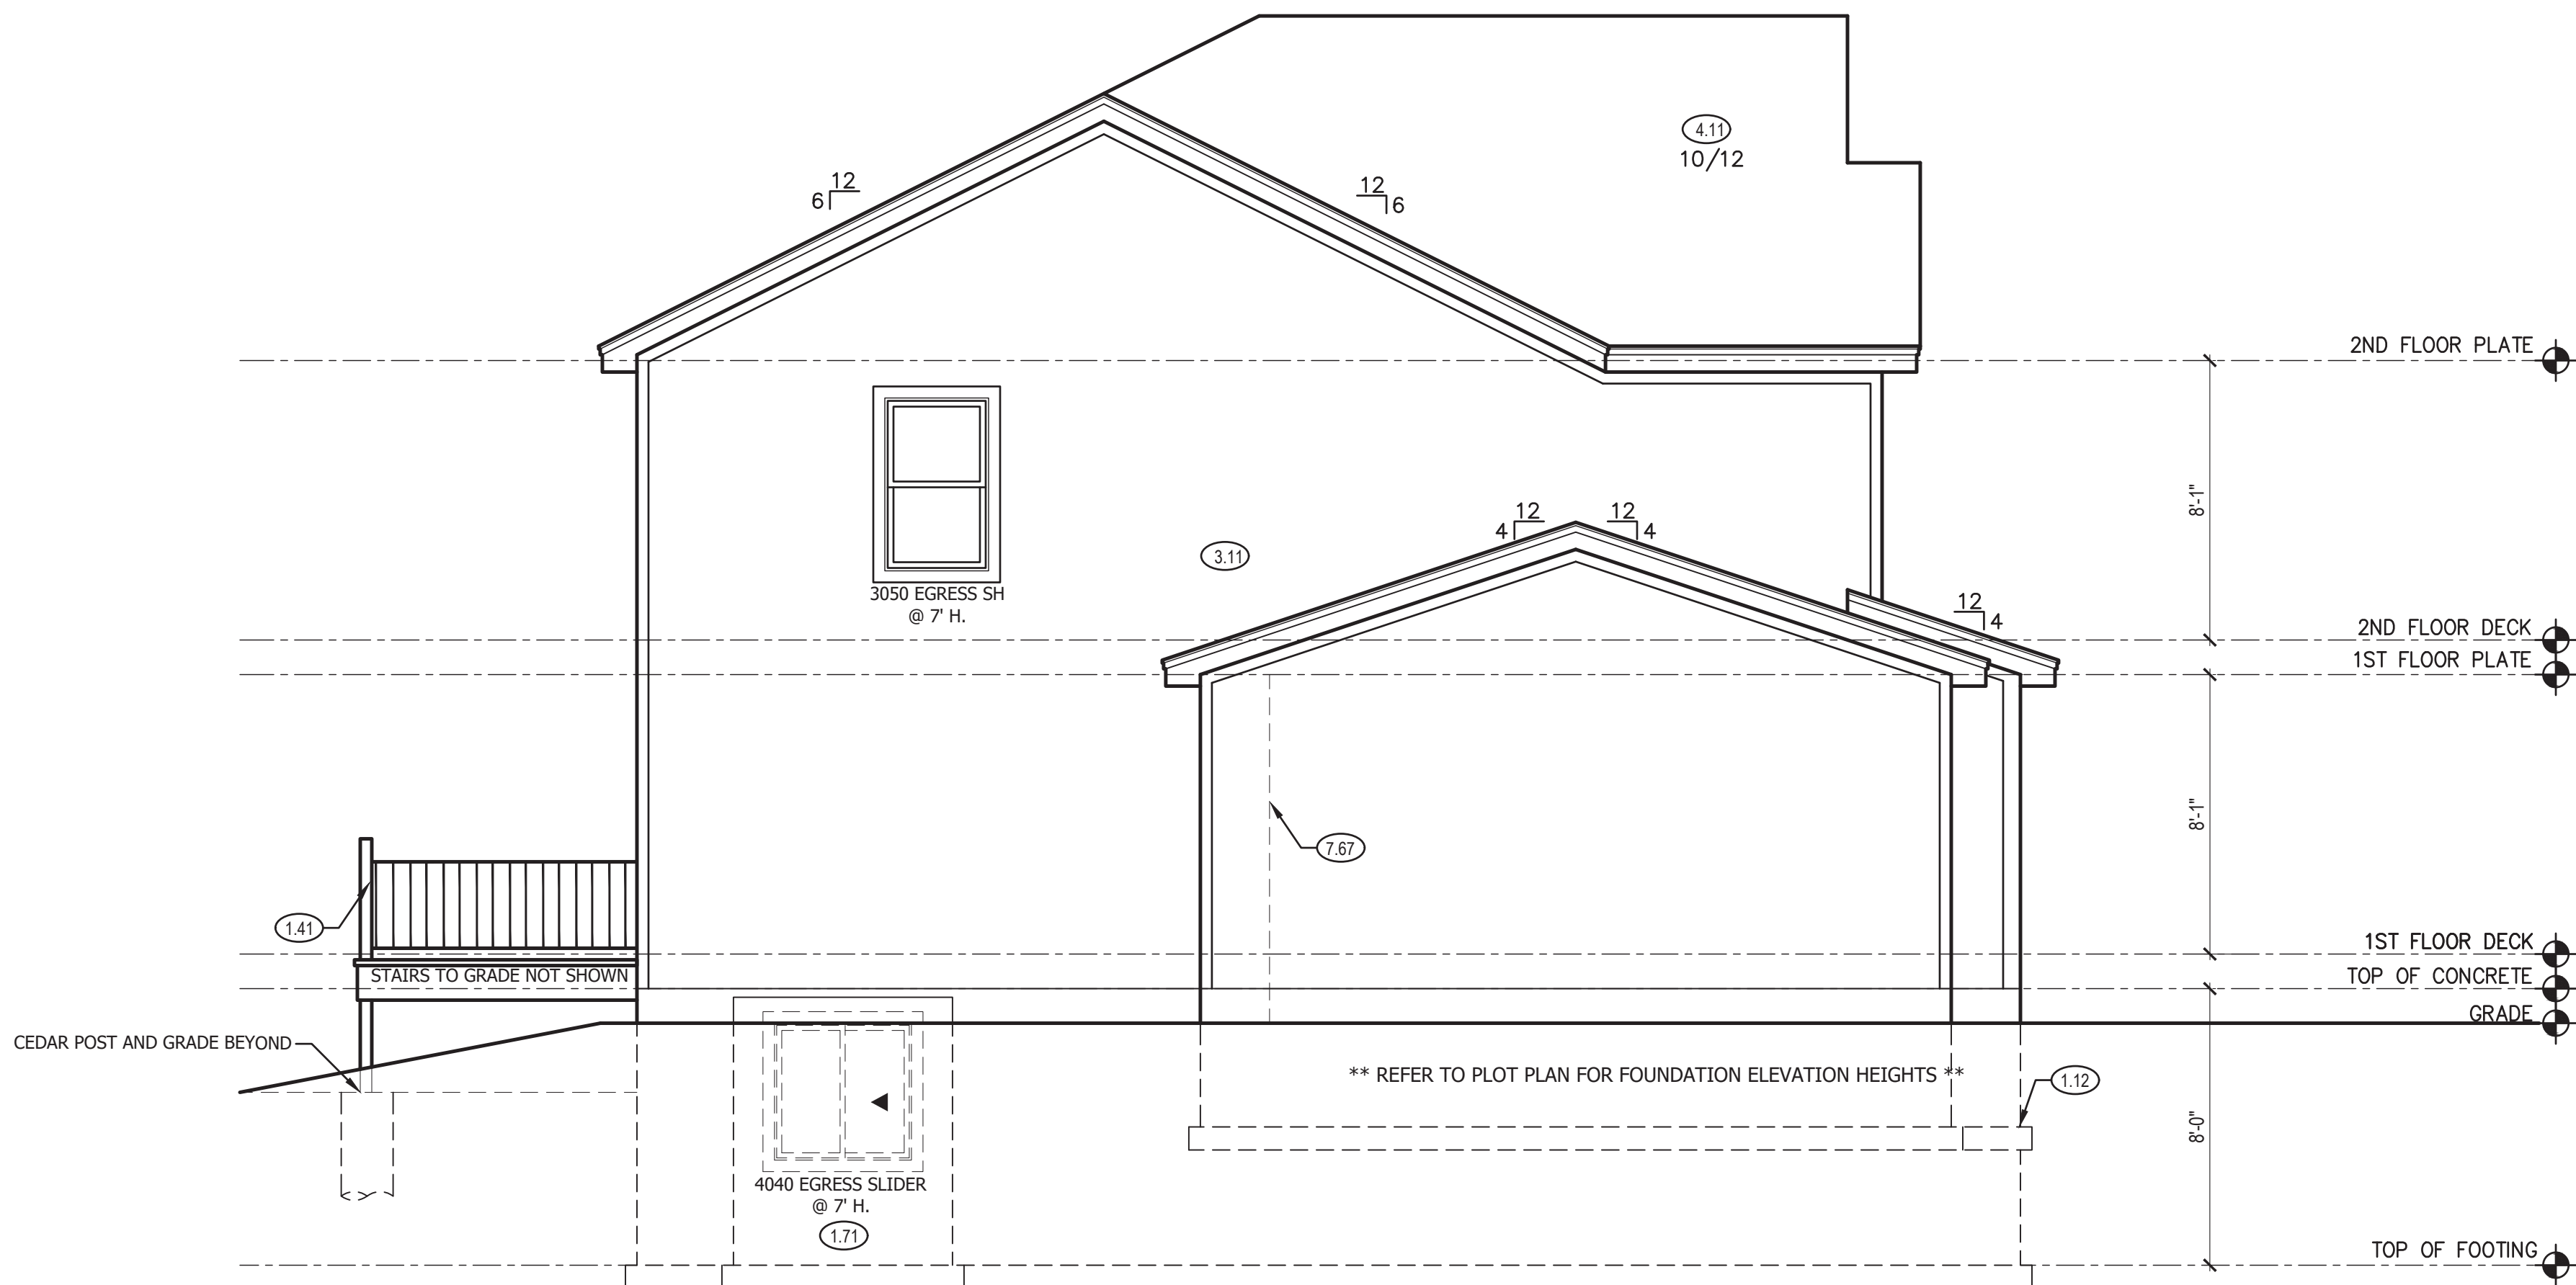 4.11
10/12
12
6
12
6
2ND FLOOR PLATE
8'-1"
12
4
12
4
3.11
3050 EGRESS SH
@ 7' H.
12
4
2ND FLOOR DECK
1ST FLOOR PLATE
8'-1"
7.67
1.41
1ST FLOOR DECK
STAIRS TO GRADE NOT SHOWN
TOP OF CONCRETE
GRADE
CEDAR POST AND GRADE BEYOND
** REFER TO PLOT PLAN FOR FOUNDATION ELEVATION HEIGHTS **
1.12
8'-0"
4040 EGRESS SLIDER
@ 7' H.
1.71
TOP OF FOOTING